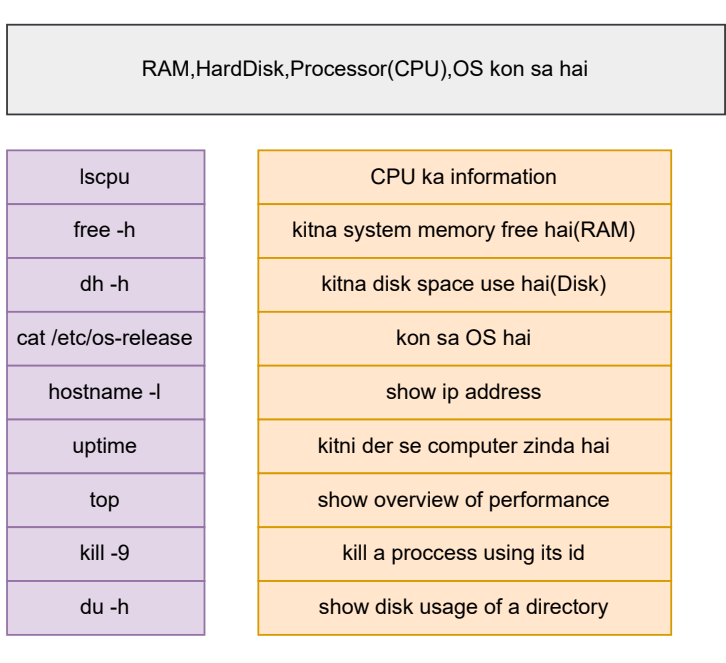 RAM,HardDisk,Processor(CPU),OS kon sa hai
lscpu
CPU ka information
free -h
kitna system memory free hai(RAM)
dh -h
kitna disk space use hai(Disk)
cat /etc/os-release
kon sa OS hai
hostname -I
show ip address
uptime
kitni der se computer zinda hai
top
show overview of performance
kill -9
kill a proccess using its id
du -h
show disk usage of a directory